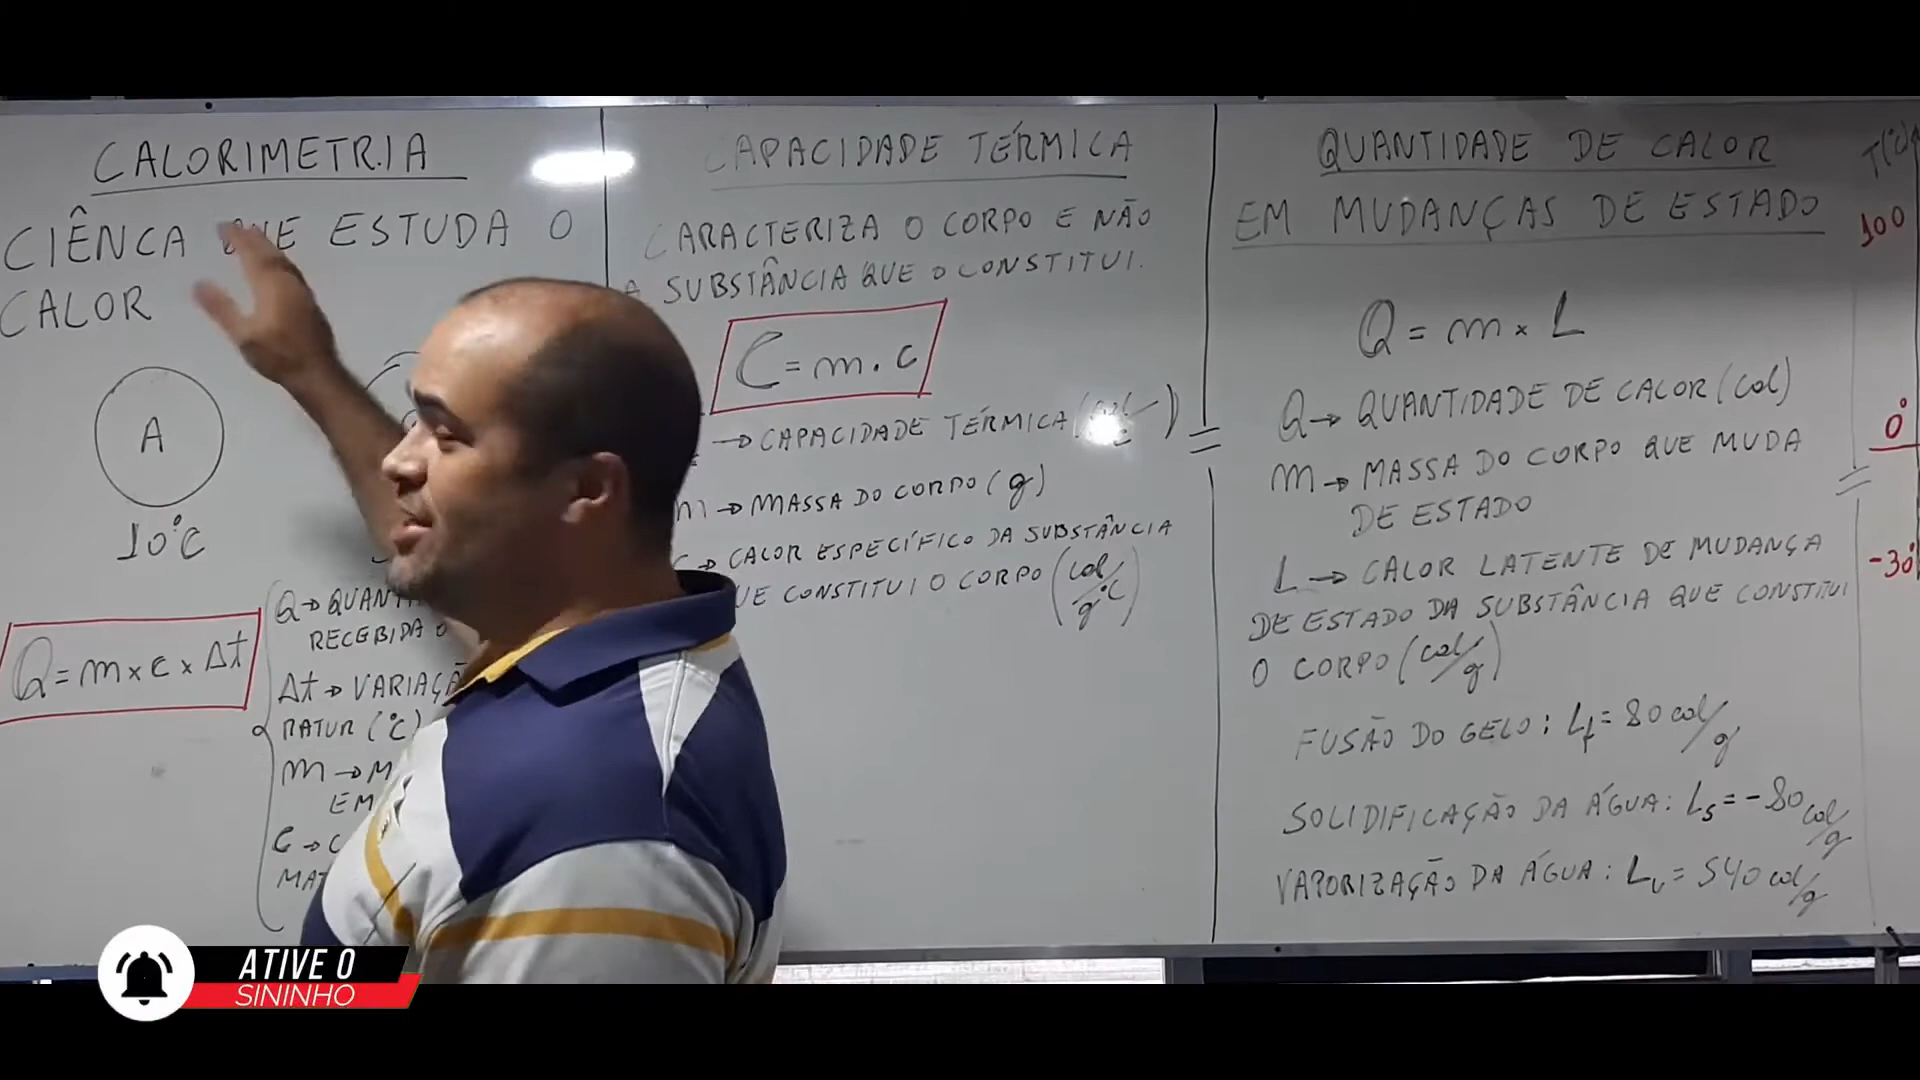 CALORIMETRIA
CIÊNCA QUE ESTUDA O
CALOR
A
10°C
Q = m x c x Δt
Q → QUANT
RECEBIDA O
Δt → VARIAÇÃ
RATUR (°C)
m → M
EM
C → C
MAT
CAPACIDADE TÉRMICA
CARACTERIZA O CORPO E NÃO
A SUBSTÂNCIA QUE O CONSTITUI.
C = m . c
→ CAPACIDADE TÉRMICA
m → MASSA DO CORPO (g)
C → CALOR ESPECÍFICO DA SUBSTÂNCIA
QUE CONSTITUI O CORPO (cal/g°C)
QUANTIDADE DE CALOR
EM MUDANÇAS DE ESTADO
Q = m x L
Q → QUANTIDADE DE CALOR (cal)
m → MASSA DO CORPO QUE MUDA
DE ESTADO
L → CALOR LATENTE DE MUDANÇA
DE ESTADO DA SUBSTÂNCIA QUE CONSTITUI
O CORPO (cal/g)
FUSÃO DO GELO: Lf = 80 cal/g
SOLIDIFICAÇÃO DA ÁGUA: Ls = -80 cal/g
VAPORIZAÇÃO DA ÁGUA: Lv = 540 cal/g
T(°C)
100
0°
-30°
ATIVE O
SININHO